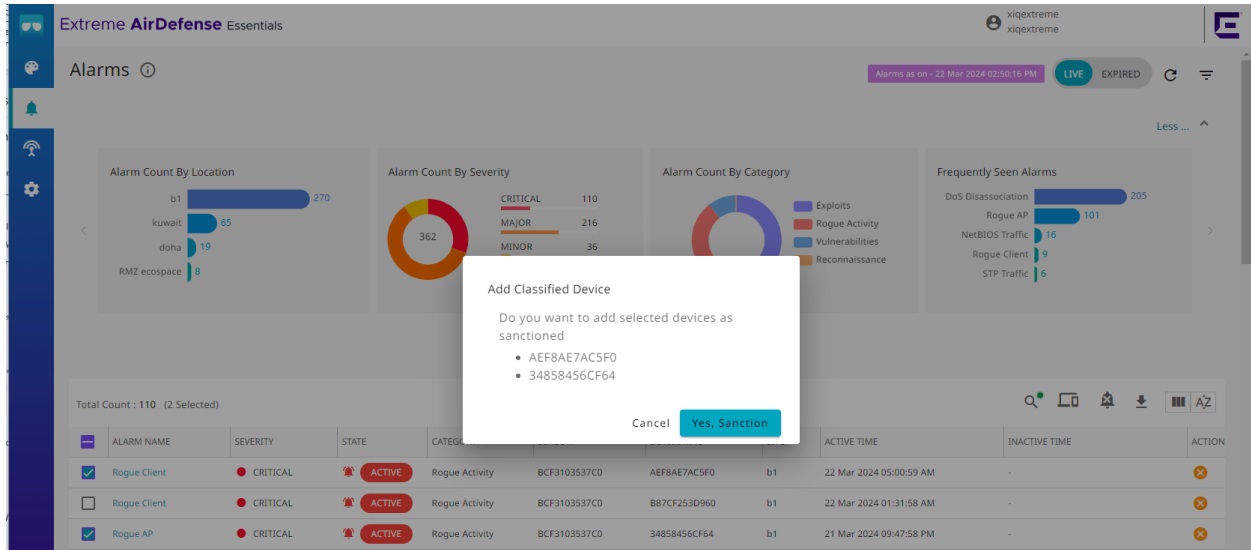 Extreme AirDefense Essentials
xiqextreme
xiqextreme
E
Alarms
Alarms as on - 22 Mar 2024 02:50:16 PM
LIVE
EXPIRED
Less ...
Alarm Count By Location
b1 270
kuwait 65
doha 19
RMZ ecospace 8
Alarm Count By Severity
362
CRITICAL 110
MAJOR 216
MINOR 36
Alarm Count By Category
Exploits
Rogue Activity
Vulnerabilities
Reconnaissance
Frequently Seen Alarms
DoS Disassociation 205
Rogue AP 101
NetBIOS Traffic 16
Rogue Client 9
STP Traffic 6
Add Classified Device
Do you want to add selected devices as
sanctioned
• AEF8AE7AC5F0
• 34858456CF64
Cancel
Yes, Sanction
Total Count : 110 (2 Selected)
AZ
ALARM NAME SEVERITY STATE ACTIVE TIME INACTIVE TIME ACTION
Rogue Client CRITICAL ACTIVE Rogue Activity BCF3103537C0 AEF8AE7AC5F0 b1 22 Mar 2024 05:00:59 AM -
Rogue Client CRITICAL ACTIVE Rogue Activity BCF3103537C0 B87CF253D960 b1 22 Mar 2024 01:31:58 AM -
Rogue AP CRITICAL ACTIVE Rogue Activity BCF3103537C0 34858456CF64 b1 21 Mar 2024 09:47:58 PM -